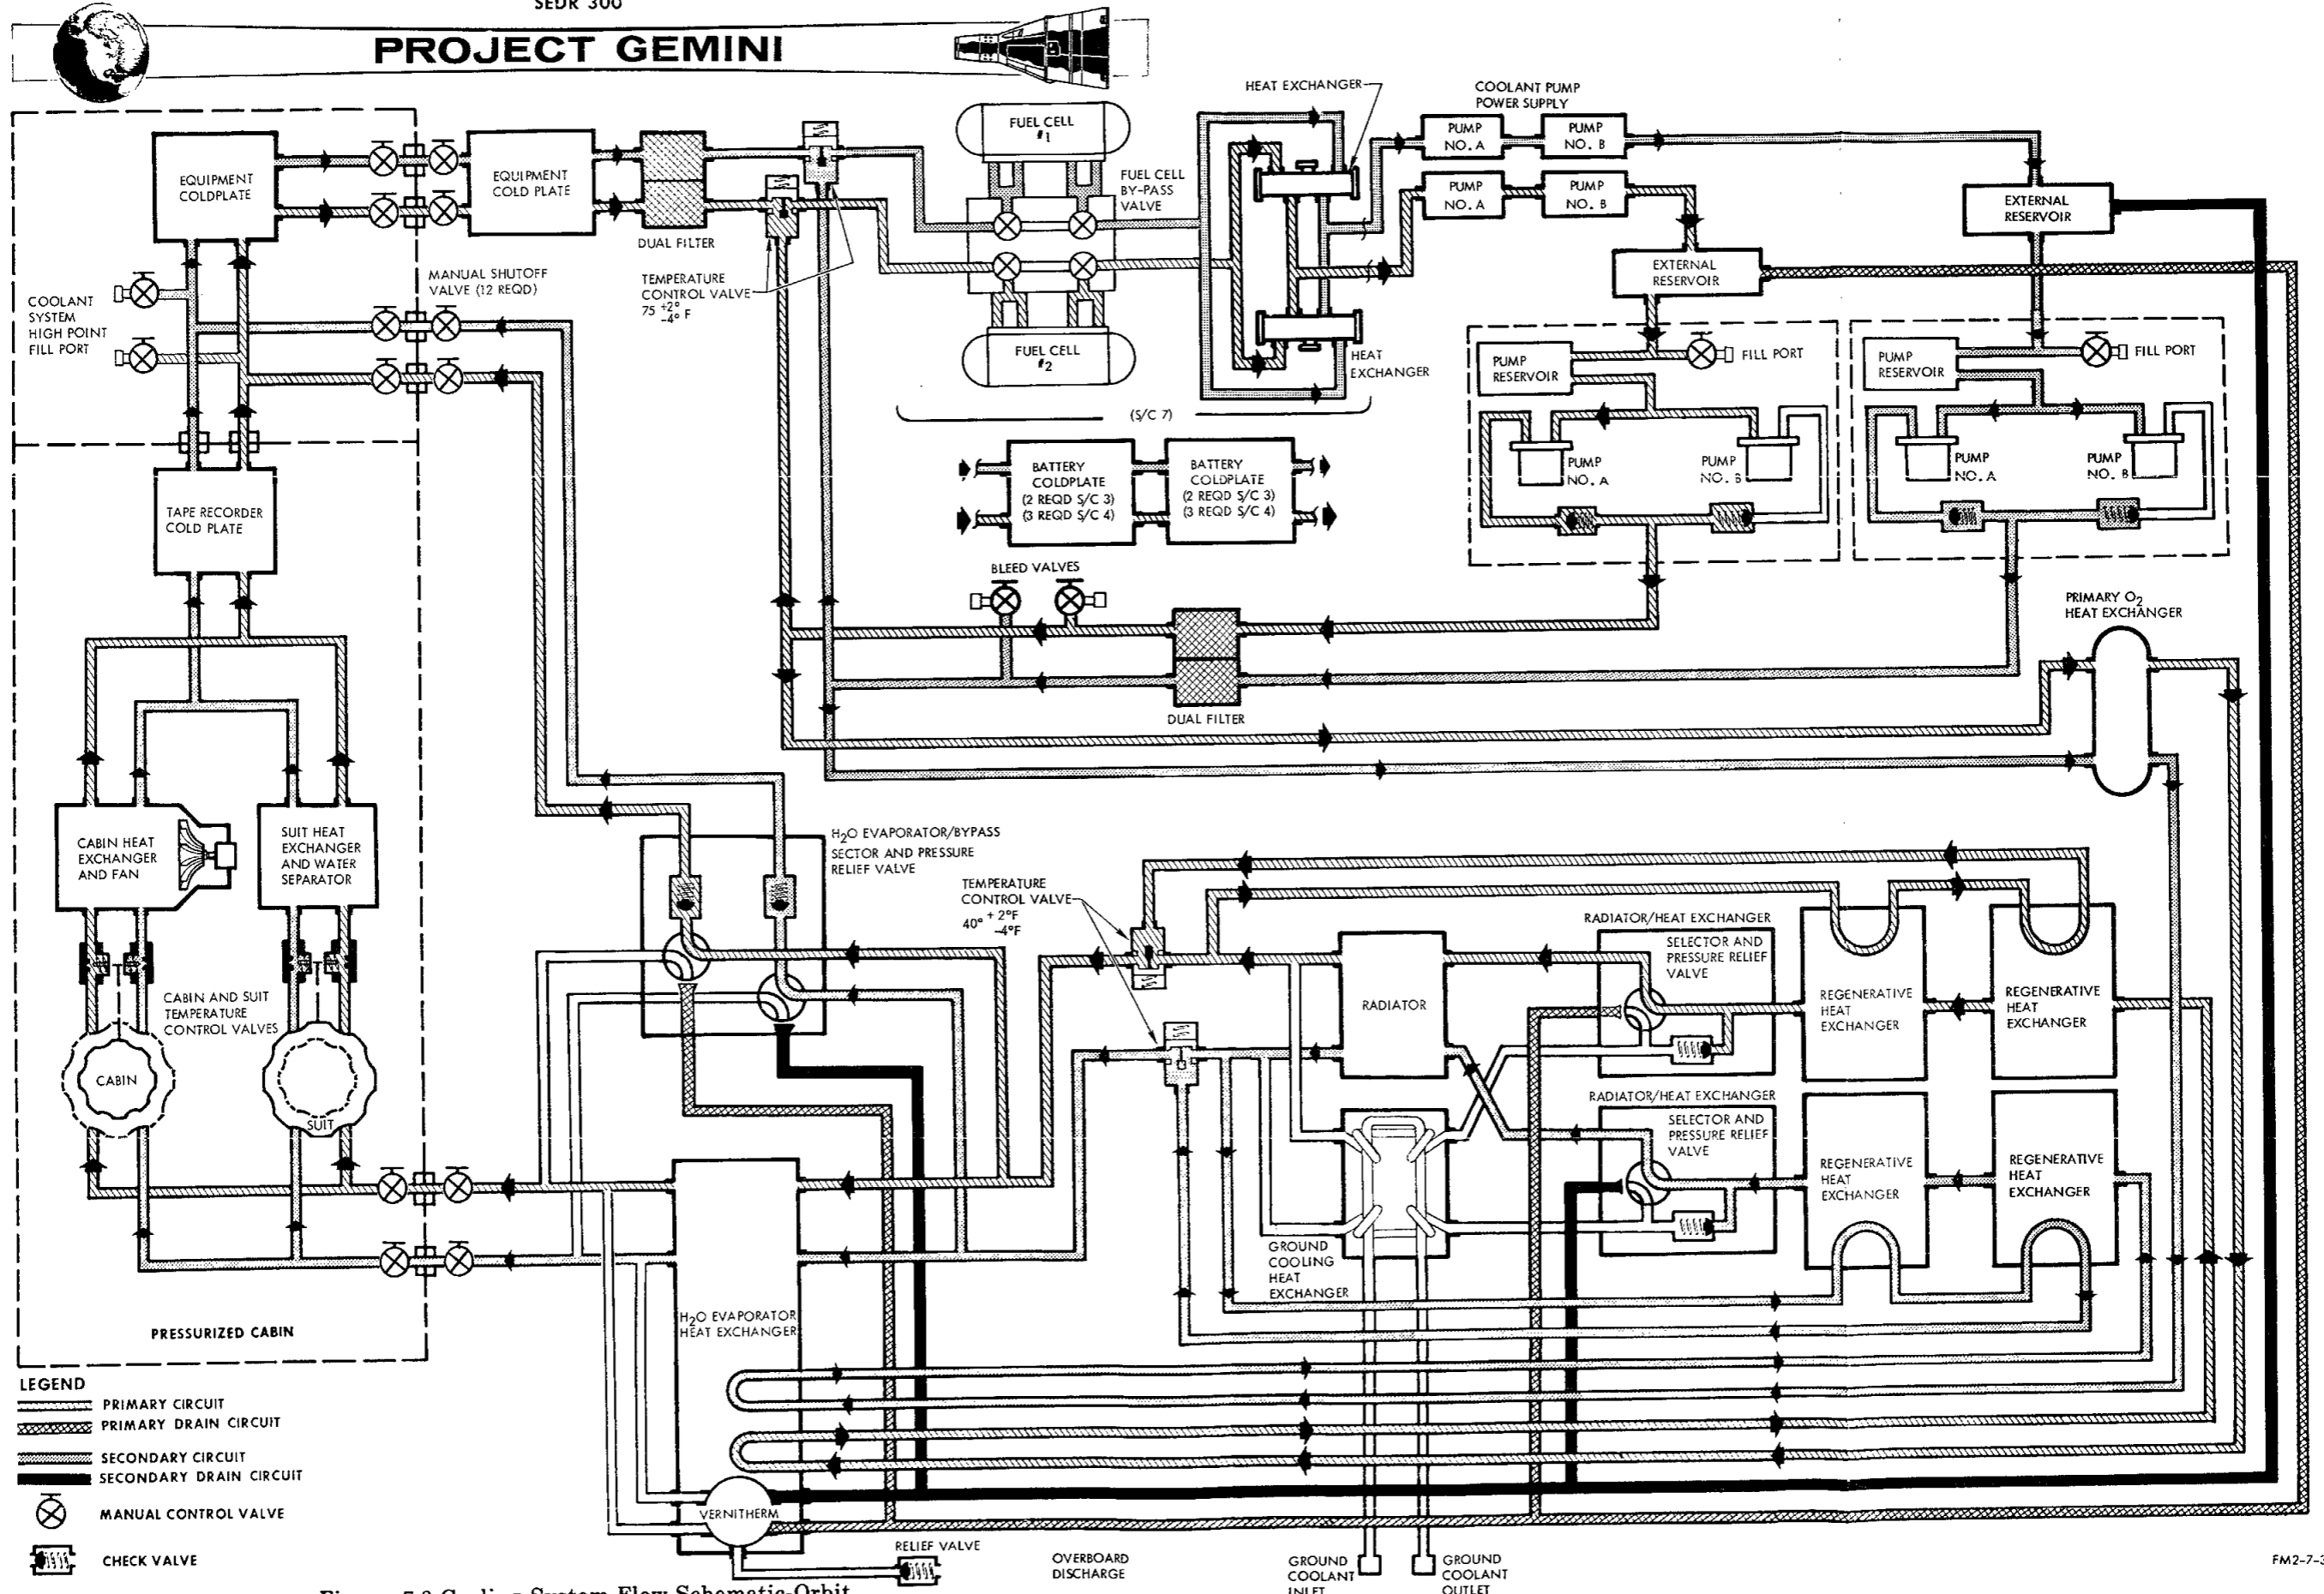 SEDR 300
PROJECT GEMINI
EQUIPMENT
COLDPLATE
EQUIPMENT
COLD PLATE
DUAL FILTER
FUEL CELL
#1
FUEL CELL
BY-PASS
VALVE
FUEL CELL
#2
HEAT EXCHANGER
HEAT
EXCHANGER
COOLANT PUMP
POWER SUPPLY
PUMP
NO. A
PUMP
NO. B
PUMP
NO. A
PUMP
NO. B
EXTERNAL
RESERVOIR
EXTERNAL
RESERVOIR
COOLANT
SYSTEM
HIGH POINT
FILL PORT
MANUAL SHUTOFF
VALVE (12 REQD)
TEMPERATURE
CONTROL VALVE
75 +2°
-4° F
(S/C 7)
PUMP
RESERVOIR
FILL PORT
PUMP
NO. A
PUMP
NO. B
PUMP
RESERVOIR
FILL PORT
PUMP
NO. A
PUMP
NO. B
TAPE RECORDER
COLD PLATE
BATTERY
COLDPLATE
(2 REQD S/C 3)
(3 REQD S/C 4)
BATTERY
COLDPLATE
(2 REQD S/C 3)
(3 REQD S/C 4)
BLEED VALVES
DUAL FILTER
PRIMARY O2
HEAT EXCHANGER
CABIN HEAT
EXCHANGER
AND FAN
SUIT HEAT
EXCHANGER
AND WATER
SEPARATOR
H2O EVAPORATOR/BYPASS
SECTOR AND PRESSURE
RELIEF VALVE
TEMPERATURE
CONTROL VALVE
40° +2°F
-4°F
CABIN AND SUIT
TEMPERATURE
CONTROL VALVES
CABIN
SUIT
RADIATOR
RADIATOR/HEAT EXCHANGER
SELECTOR AND
PRESSURE RELIEF
VALVE
REGENERATIVE
HEAT
EXCHANGER
REGENERATIVE
HEAT
EXCHANGER
RADIATOR/HEAT EXCHANGER
SELECTOR AND
PRESSURE RELIEF
VALVE
REGENERATIVE
HEAT
EXCHANGER
REGENERATIVE
HEAT
EXCHANGER
GROUND
COOLING
HEAT
EXCHANGER
H2O EVAPORATOR
HEAT EXCHANGER
PRESSURIZED CABIN
LEGEND
PRIMARY CIRCUIT
PRIMARY DRAIN CIRCUIT
SECONDARY CIRCUIT
SECONDARY DRAIN CIRCUIT
MANUAL CONTROL VALVE
CHECK VALVE
VERNITHERM
RELIEF VALVE
OVERBOARD
DISCHARGE
GROUND
COOLANT
INLET
GROUND
COOLANT
OUTLET
FM2-7-3
Cooling System Flow Schematic-Orbit